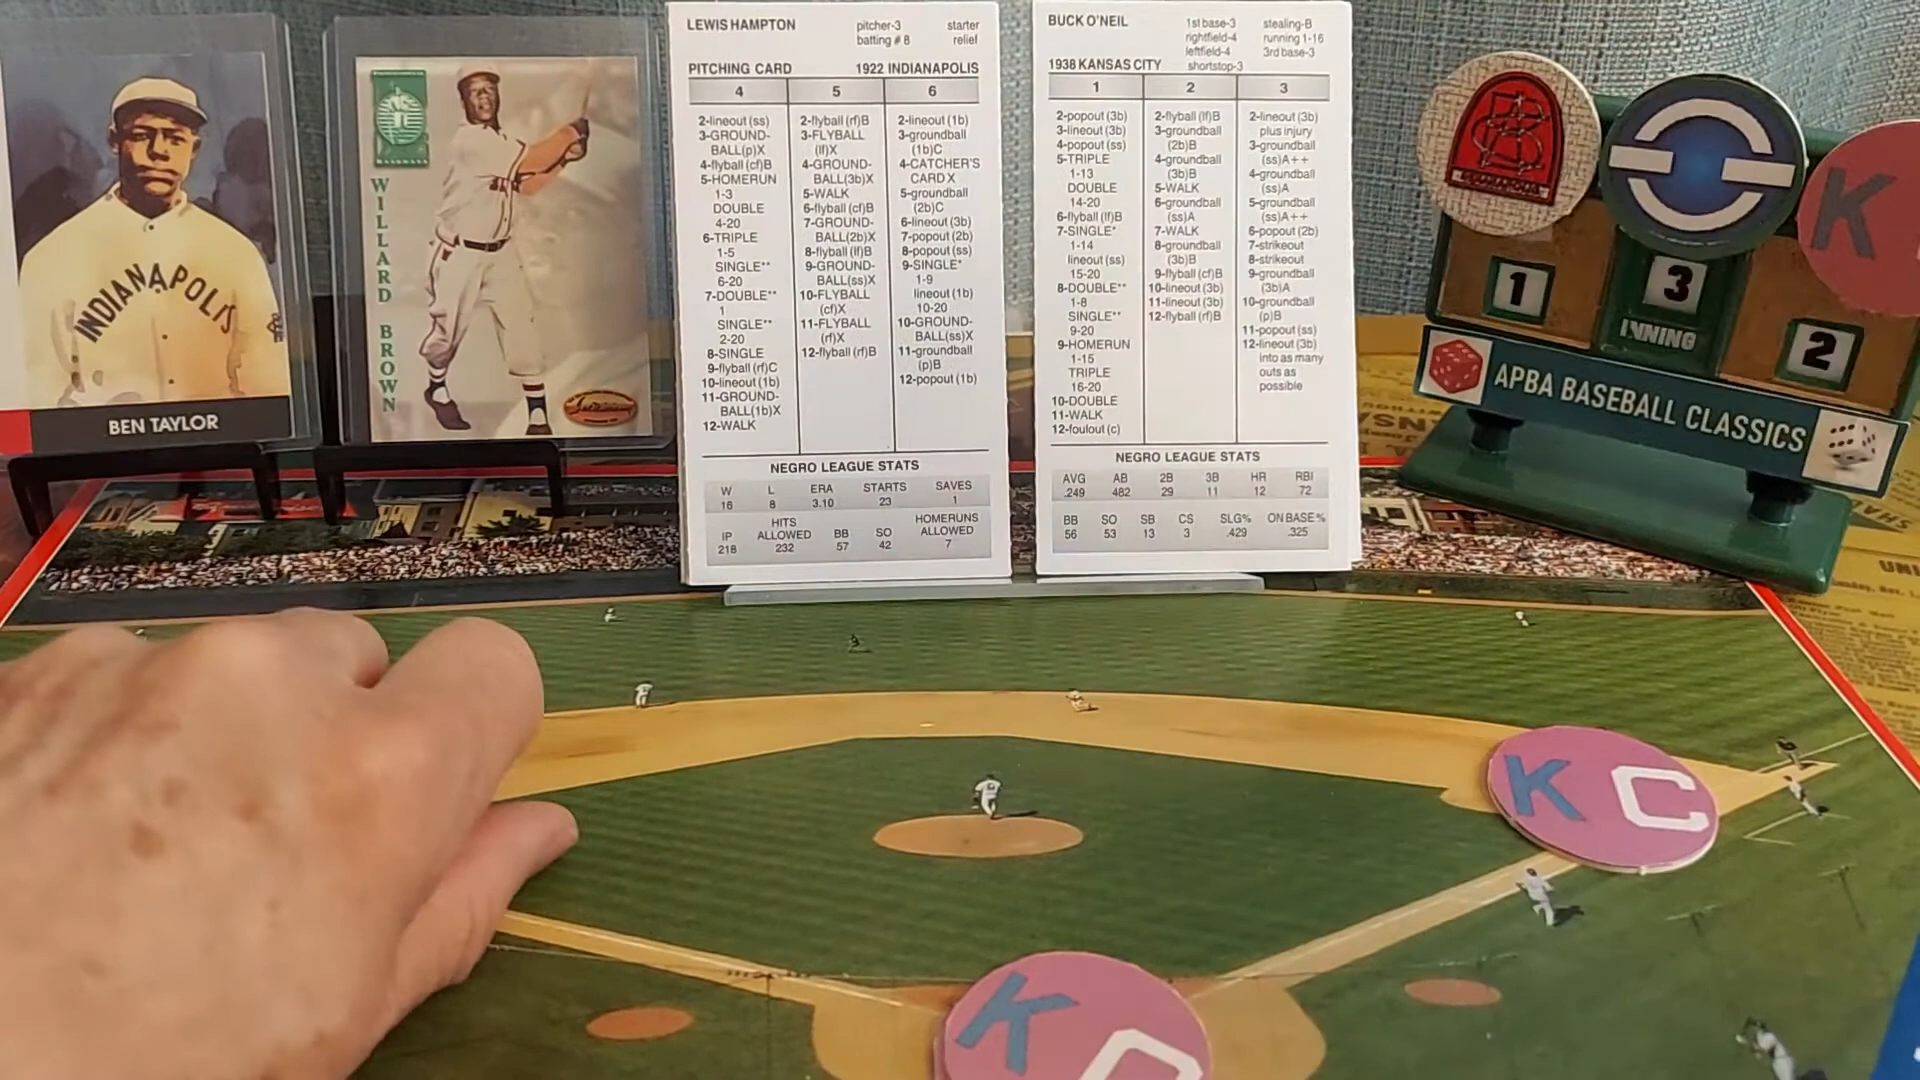 INDIANAPOLIS
BEN TAYLOR
WILLARD BROWN
LEWIS HAMPTON
pitcher-3 starter
batting # 8 relief
PITCHING CARD 1922 INDIANAPOLIS
4 5 6
2-lineout (ss)
3-GROUND-
BALL(p)X
4-flyball (cf)B
5-HOMERUN
1-3
DOUBLE
4-20
6-TRIPLE
1-5
SINGLE**
6-20
7-DOUBLE**
1
SINGLE**
2-20
8-SINGLE
9-flyball (rf)C
10-lineout (1b)
11-GROUND-
BALL(1b)X
12-WALK
2-flyball (rf)B
3-FLYBALL
(lf)X
4-GROUND-
BALL(3b)X
5-WALK
6-flyball (cf)B
7-GROUND-
BALL(2b)X
8-flyball (lf)B
9-GROUND-
BALL(ss)X
10-FLYBALL
(cf)X
11-FLYBALL
(rf)X
12-flyball (rf)B
2-lineout (1b)
3-groundball
(1b)C
4-CATCHER'S
CARD X
5-groundball
(2b)C
6-lineout (3b)
7-popout (2b)
8-popout (ss)
9-SINGLE*
1-9
lineout (1b)
10-20
10-GROUND-
BALL(ss)X
11-groundball
(p)B
12-popout (1b)
NEGRO LEAGUE STATS
W L ERA STARTS SAVES
16 8 3.10 23 1
IP HITS ALLOWED BB SO HOMERUNS ALLOWED
218 232 57 42 7
BUCK O'NEIL
1st base-3 stealing-B
rightfield-4 running 1-16
leftfield-4 3rd base-3
1938 KANSAS CITY shortstop-3
1 2 3
2-popout (3b)
3-lineout (3b)
4-popout (ss)
5-TRIPLE
1-13
DOUBLE
14-20
6-flyball (lf)B
7-SINGLE*
1-14
lineout (ss)
15-20
8-DOUBLE**
1-8
SINGLE**
9-20
9-HOMERUN
1-15
TRIPLE
16-20
10-DOUBLE
11-WALK
12-foulout (c)
2-flyball (lf)B
3-groundball
(2b)B
4-groundball
(3b)B
5-WALK
6-groundball
(ss)A
7-WALK
8-groundball
(3b)B
9-flyball (cf)B
10-lineout (3b)
11-lineout (3b)
12-flyball (rf)B
2-lineout (3b)
plus injury
3-groundball
(ss)A++
4-groundball
(ss)A
5-groundball
(ss)A++
6-popout (2b)
7-strikeout
8-strikeout
9-groundball
(3b)A
10-groundball
(p)B
11-popout (ss)
12-lineout (3b)
into as many
outs as
possible
NEGRO LEAGUE STATS
AVG AB 2B 3B HR RBI
.249 482 29 11 12 72
BB SO SB CS SLG% ON BASE%
56 53 13 3 .429 .325
K
1 3 2
INNING
APBA BASEBALL CLASSICS
K C
K C